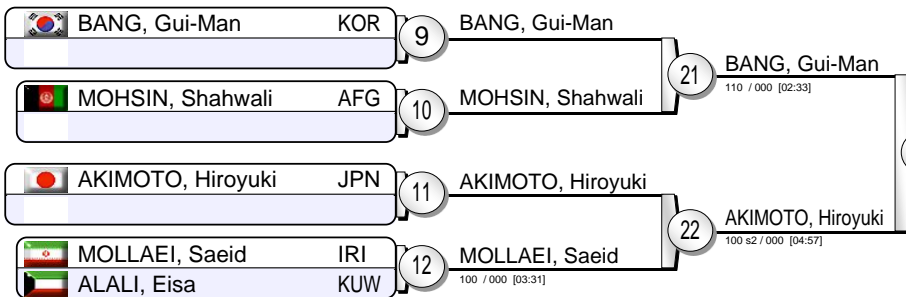 BANG, Gui-Man KOR
9
BANG, Gui-Man
MOHSIN, Shahwali AFG
10
MOHSIN, Shahwali
21
BANG, Gui-Man
110 / 000 [02:33]
AKIMOTO, Hiroyuki JPN
11
AKIMOTO, Hiroyuki
MOLLAEI, Saeid IRI
ALALI, Eisa KUW
12
MOLLAEI, Saeid
100 / 000 [03:31]
22
AKIMOTO, Hiroyuki
100 s2 / 000 [04:57]